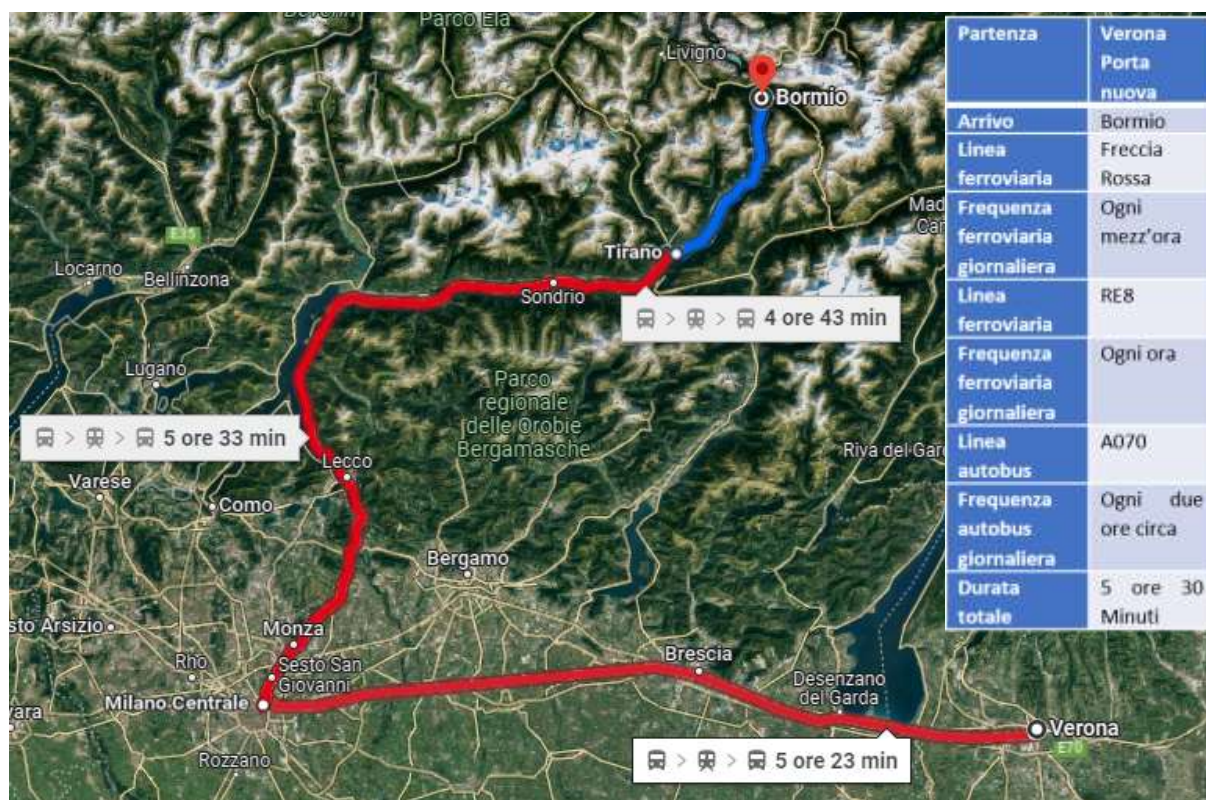 Parco Ela
Livigno
Bormio
E35
Locarno
Bellinzona
Tirano
Sondrio
4 ore 43 min
Lugano
Parco
regionale
delle Orobie
Bergamasche
5 ore 33 min
Lecco
Riva del Gard
Varese
Como
Bergamo
sto Arsizio
Monza
Rho
Sesto San
Giovanni
Brescia
Desenzano
del Garda
Milano Centrale
Verona
E70
Rozzano
5 ore 23 min
Partenza Verona
Porta
nuova
Arrivo Bormio
Linea Freccia
ferroviaria Rossa
Frequenza Ogni
ferroviaria mezz'ora
giornaliera
Linea RE8
ferroviaria
Frequenza Ogni ora
ferroviaria
giornaliera
Linea A070
autobus
Frequenza Ogni due
autobus ore circa
giornaliera
Durata 5 ore 30
totale Minuti